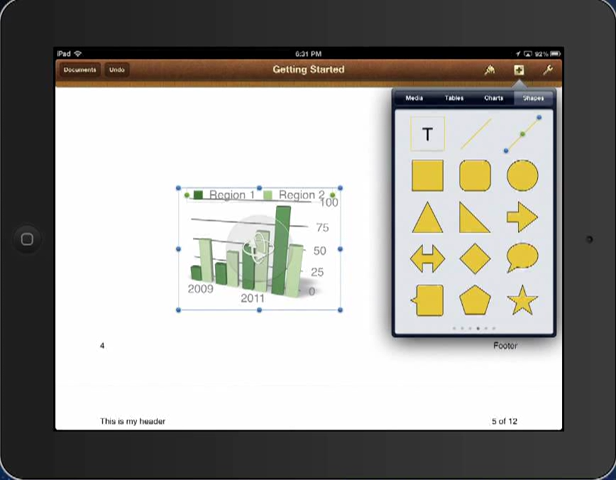 iPad 6:31 PM 92%
Documents Undo Getting Started
Media Tables Charts Shapes
T
Region 1 Region 2
100
75
50
25
0
2009 2011
4 Footer
This is my header 5 of 12